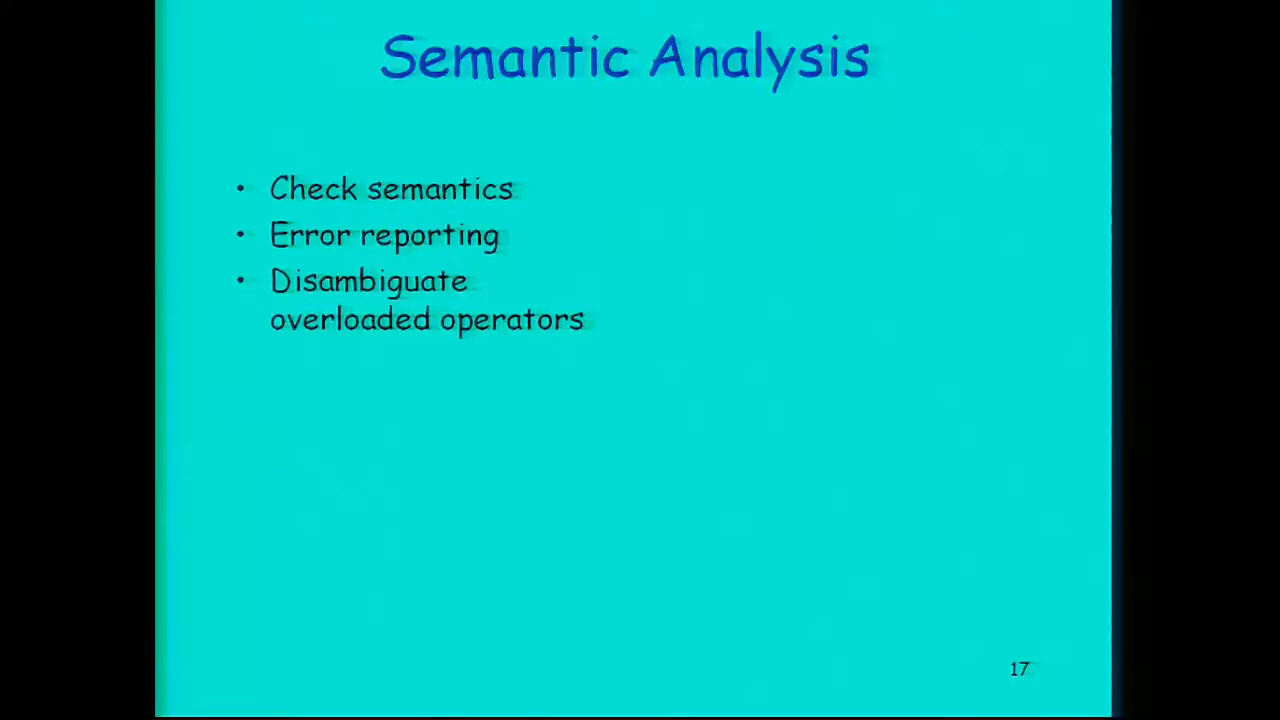 Semantic Analysis
• Check semantics
• Error reporting
• Disambiguate
overloaded operators
17